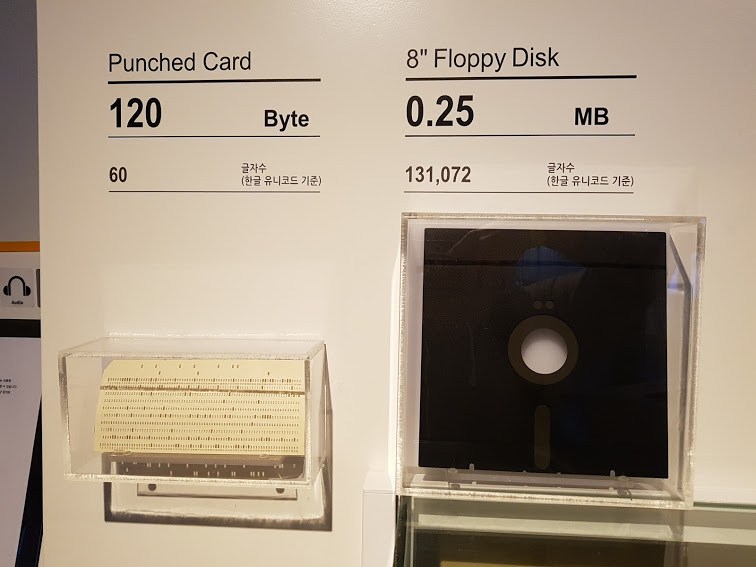 Punched Card
120 Byte
60 글자수
(한글 유니코드 기준)
8" Floppy Disk
0.25 MB
131,072 글자수
(한글 유니코드 기준)
Audio